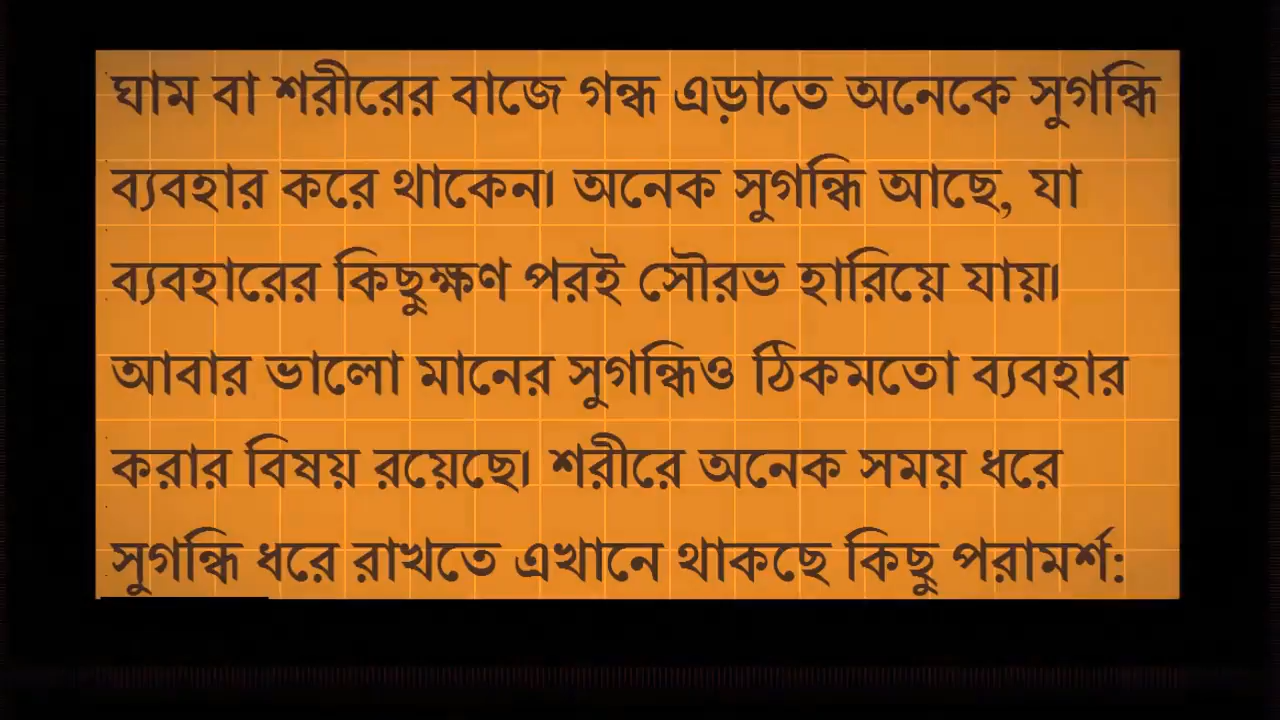 ঘাম বা শরীরের বাজে গন্ধ এড়াতে অনেকে সুগন্ধি
ব্যবহার করে থাকেন। অনেক সুগন্ধি আছে, যা
ব্যবহারের কিছুক্ষণ পরই সৌরভ হারিয়ে যায়।
আবার ভালো মানের সুগন্ধিও ঠিকমতো ব্যবহার
করার বিষয় রয়েছে। শরীরে অনেক সময় ধরে
সুগন্ধি ধরে রাখতে এখানে থাকছে কিছু পরামর্শ: